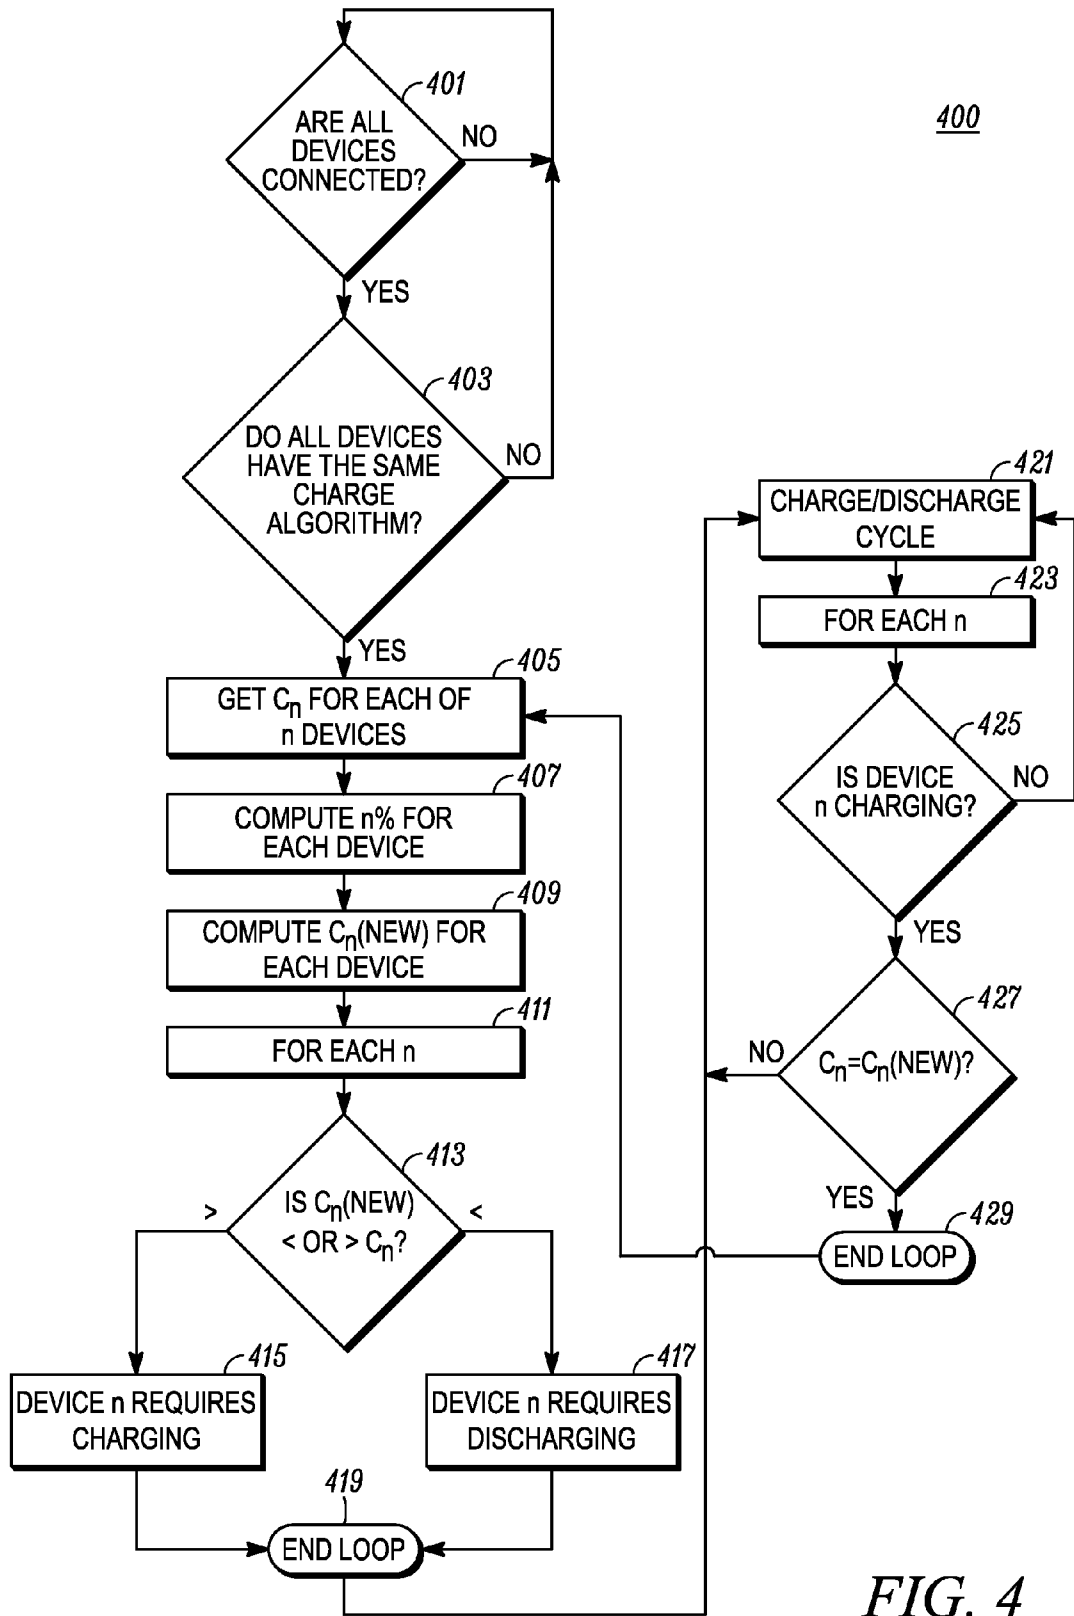 400
401
ARE ALL
DEVICES
CONNECTED?
NO
YES
403
DO ALL DEVICES
HAVE THE SAME
CHARGE
ALGORITHM?
NO
YES
405
GET Cn FOR EACH OF
n DEVICES
407
COMPUTE n% FOR
EACH DEVICE
409
COMPUTE Cn(NEW) FOR
EACH DEVICE
411
FOR EACH n
413
IS Cn(NEW)
< OR > Cn?
>
<
415
DEVICE n REQUIRES
CHARGING
417
DEVICE n REQUIRES
DISCHARGING
419
END LOOP
421
CHARGE/DISCHARGE
CYCLE
423
FOR EACH n
425
IS DEVICE
n CHARGING?
NO
YES
427
Cn=Cn(NEW)?
NO
YES
429
END LOOP
FIG. 4